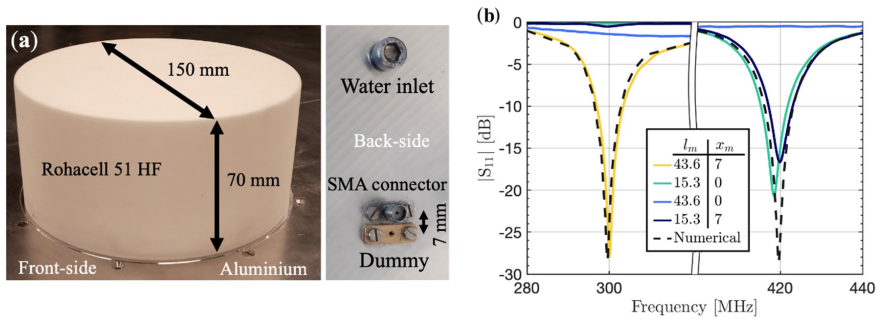 (a)
150 mm
Rohacell 51 HF
70 mm
Front-side
Aluminium
Water inlet
Back-side
SMA connector
7 mm
Dummy
(b)
|S₁₁| [dB]
0
-5
-10
-15
-20
-25
-30
lₘ xₘ
43.6 7
15.3 0
43.6 0
15.3 7
Numerical
280 300 420 440
Frequency [MHz]